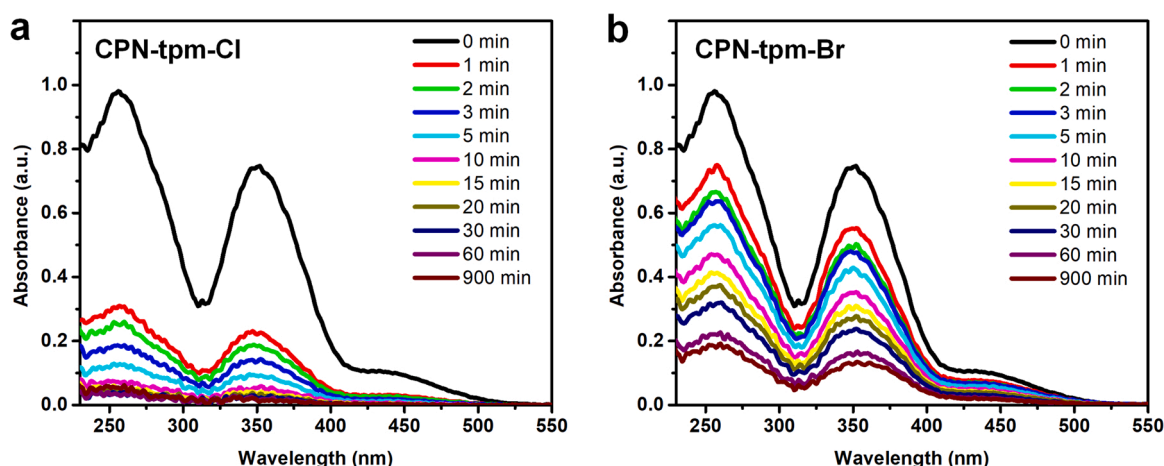 a
CPN-tpm-Cl
0 min
1 min
2 min
3 min
5 min
10 min
15 min
20 min
30 min
60 min
900 min
1.0
0.8
0.6
0.4
0.2
0.0
Absorbance (a.u.)
250 300 350 400 450 500 550
Wavelength (nm)
b
CPN-tpm-Br
0 min
1 min
2 min
3 min
5 min
10 min
15 min
20 min
30 min
60 min
900 min
1.0
0.8
0.6
0.4
0.2
0.0
Absorbance (a.u.)
250 300 350 400 450 500 550
Wavelength (nm)